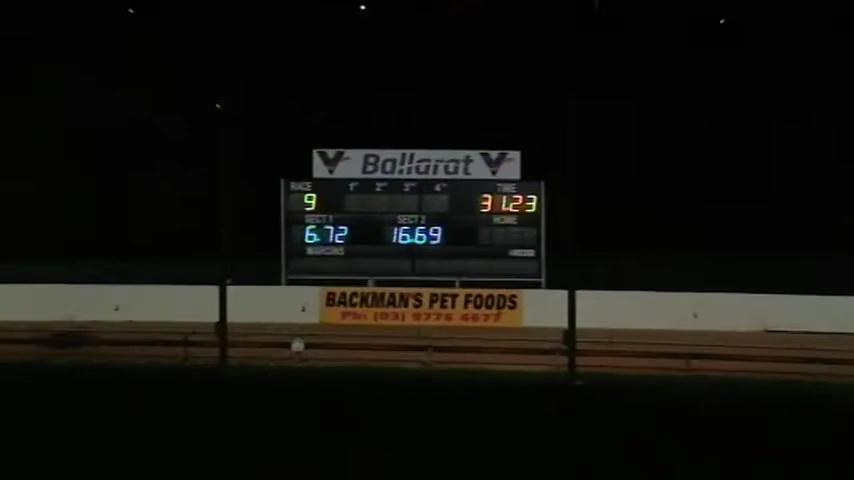 Ballarat
RACE 1st 2nd 3rd 4th TIME
9 31.23
SECT 1 SECT 2 HOME
6.72 16.69
MARGINS
BACKMAN'S PET FOODS
Ph: (03) 9776 4677